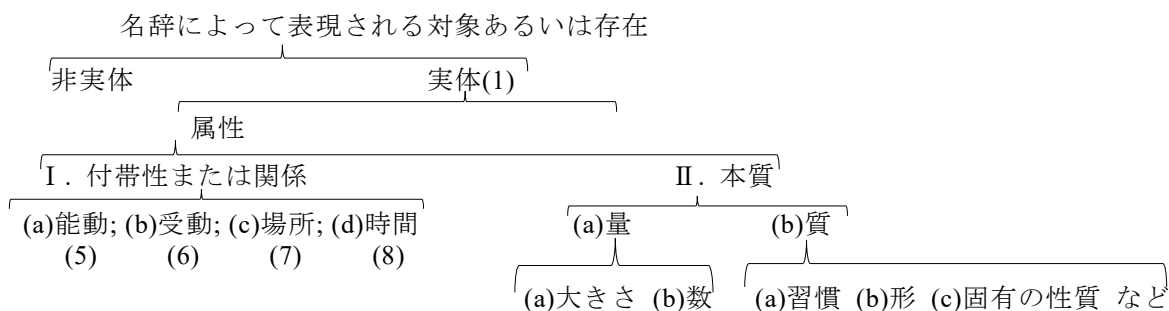 名辞によって表現される対象あるいは存在
非実体 実体(1)
属性
Ⅰ. 付帯性または関係 Ⅱ. 本質
(a)能動; (b)受動; (c)場所; (d)時間 (a)量 (b)質
(5) (6) (7) (8)
(a)大きさ (b)数 (a)習慣 (b)形 (c)固有の性質 など